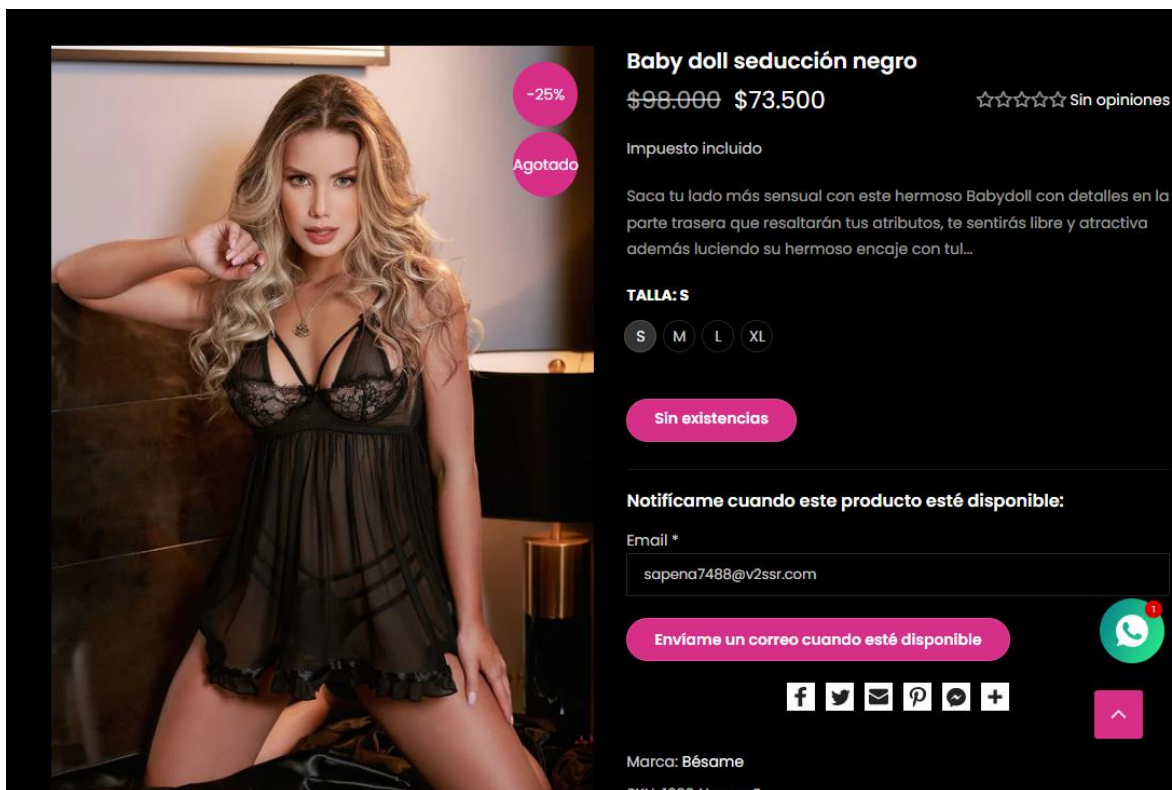 -25%
Agotado
Baby doll seducción negro
$98.000 $73.500
Sin opiniones
Impuesto incluido
Saca tu lado más sensual con este hermoso Babydoll con detalles en la
parte trasera que resaltarán tus atributos, te sentirás libre y atractiva
además luciendo su hermoso encaje con tul...
TALLA: S
S M L XL
Sin existencias
Notifícame cuando este producto esté disponible:
Email *
sapena7488@v2ssr.com
1
Envíame un correo cuando esté disponible
Marca: Bésame